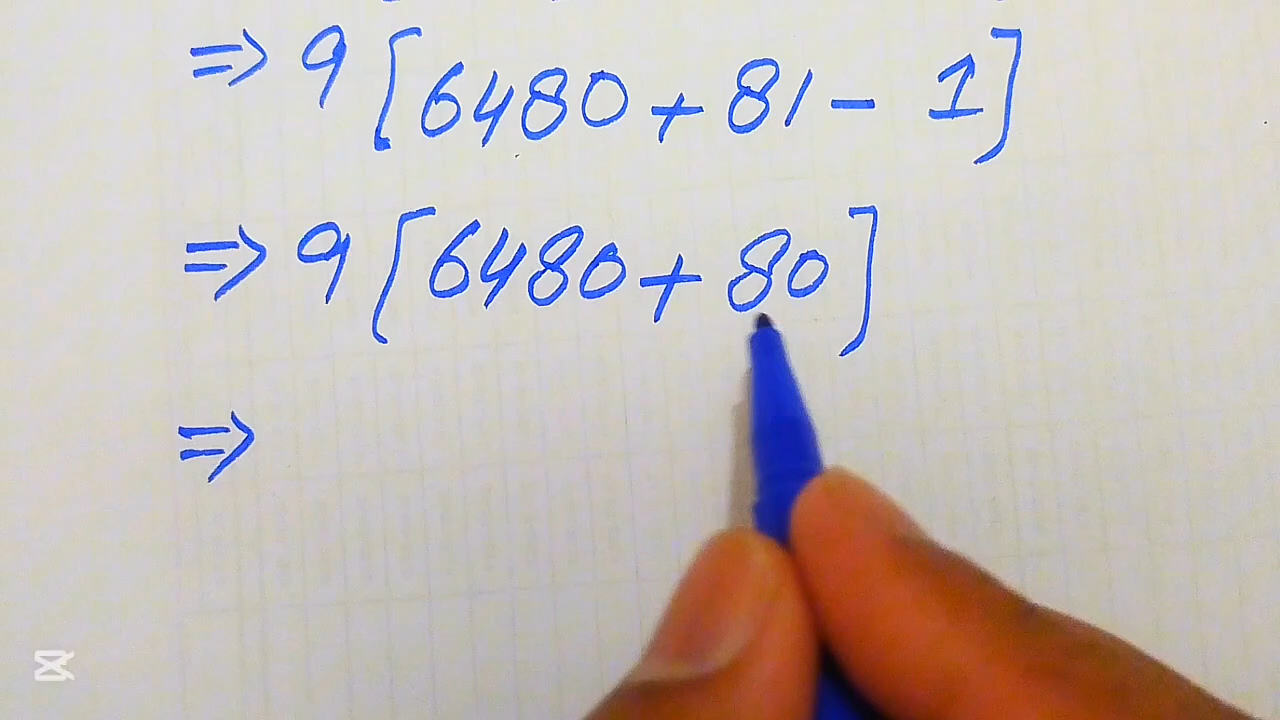 ⇒ 9 [6480 + 81 - 1]
⇒ 9 [6480 + 80]
⇒